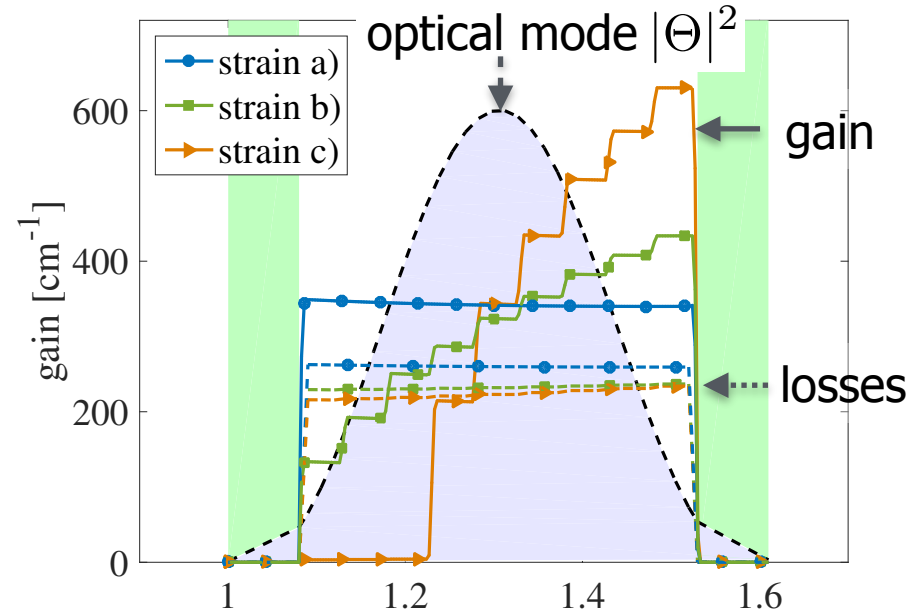 optical mode |Θ|²
strain a)
strain b)
strain c)
gain
losses
gain [cm⁻¹]
600
400
200
0
1
1.2
1.4
1.6